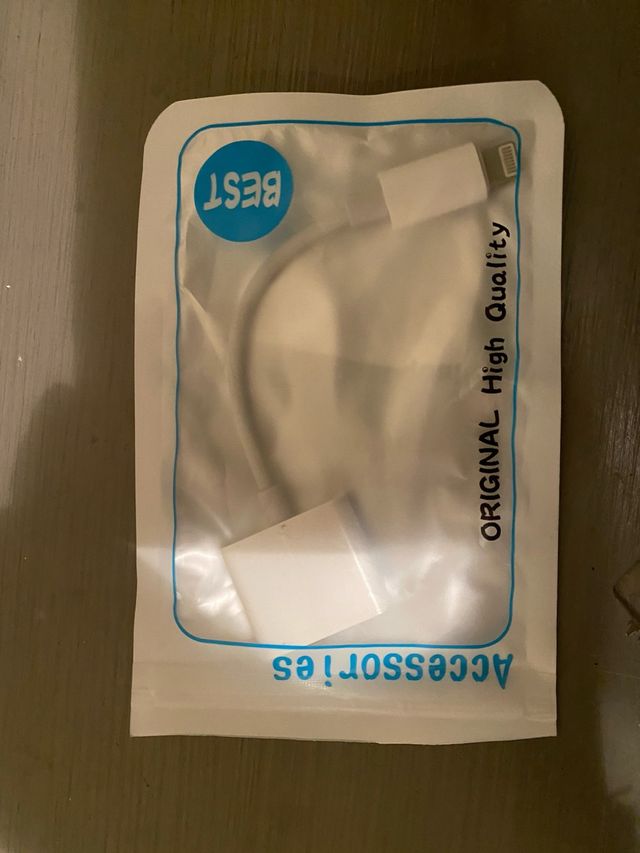 Accessories
ORIGINAL High Quality
BEST